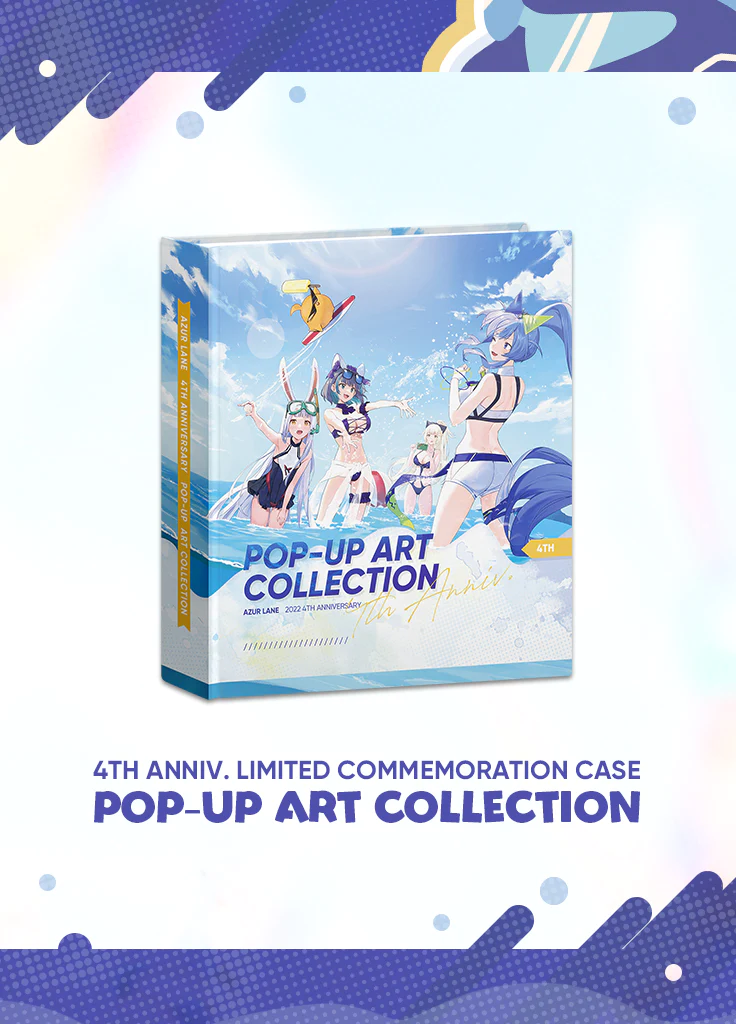 AZUR LANE 4TH ANNIVERSARY POP-UP ART COLLECTION
4TH
POP-UP ART
COLLECTION
AZUR LANE 2022 4TH ANNIVERSARY
th Anniv.
4TH ANNIV. LIMITED COMMEMORATION CASE
POP-UP ART COLLECTION